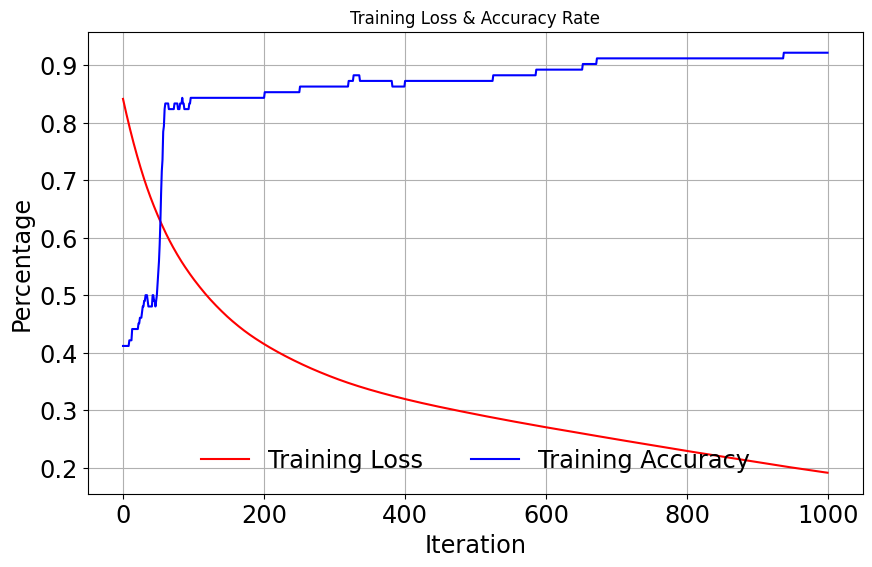 Training Loss & Accuracy Rate
Percentage
0.9
0.8
0.7
0.6
0.5
0.4
0.3
0.2
Training Loss
Training Accuracy
0 200 400 600 800 1000
Iteration